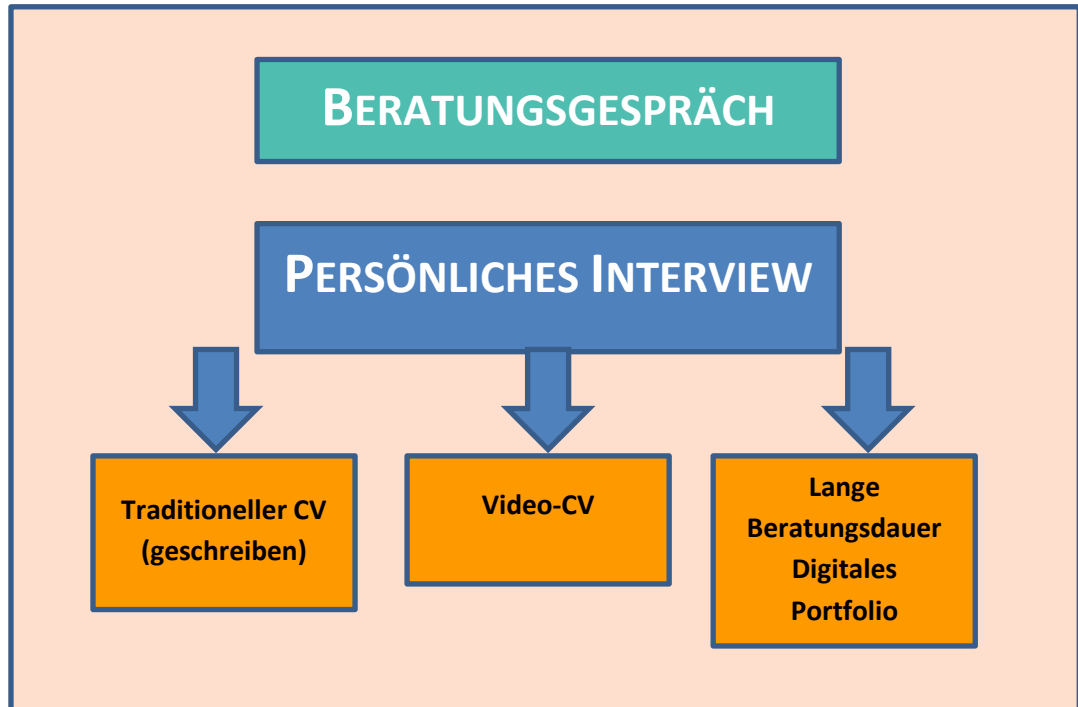 BERATUNGSGESPRÄCH
PERSÖNLICHES INTERVIEW
Traditioneller CV
(geschreiben)
Video-CV
Lange
Beratungsdauer
Digitales
Portfolio